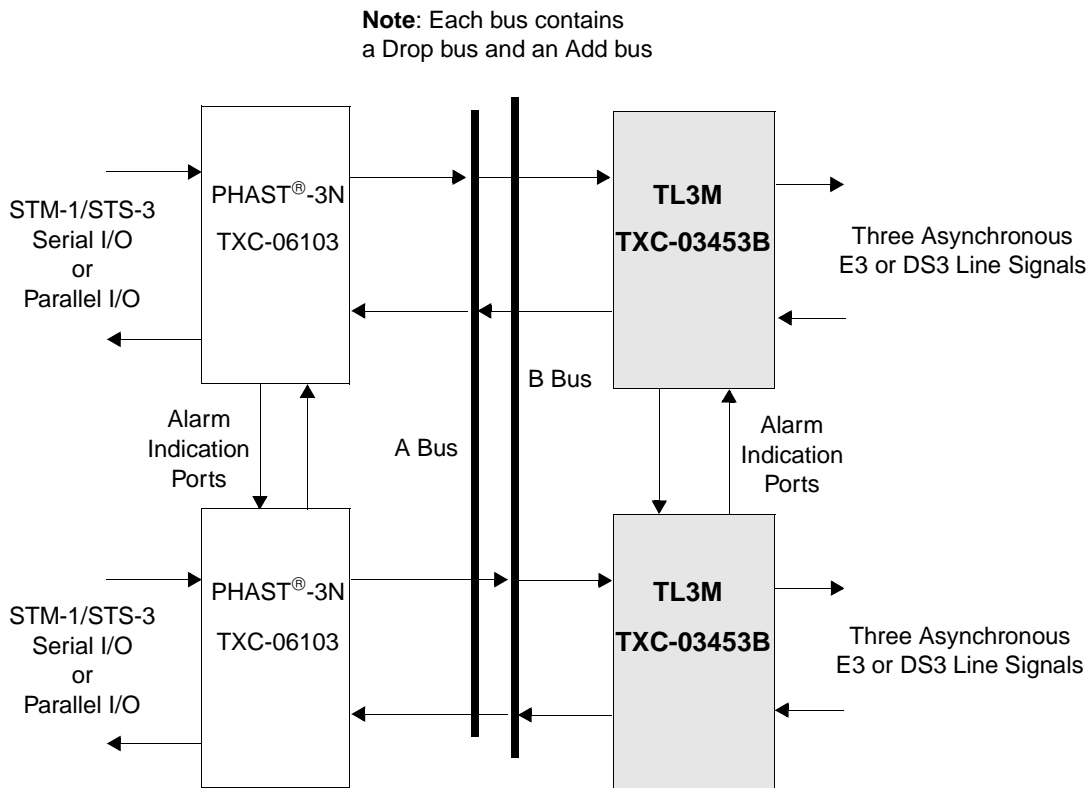 Note: Each bus contains
a Drop bus and an Add bus
STM-1/STS-3
Serial I/O
or
Parallel I/O
PHAST®-3N
TXC-06103
TL3M
TXC-03453B
Three Asynchronous
E3 or DS3 Line Signals
Alarm
Indication
Ports
A Bus
B Bus
Alarm
Indication
Ports
STM-1/STS-3
Serial I/O
or
Parallel I/O
PHAST®-3N
TXC-06103
TL3M
TXC-03453B
Three Asynchronous
E3 or DS3 Line Signals